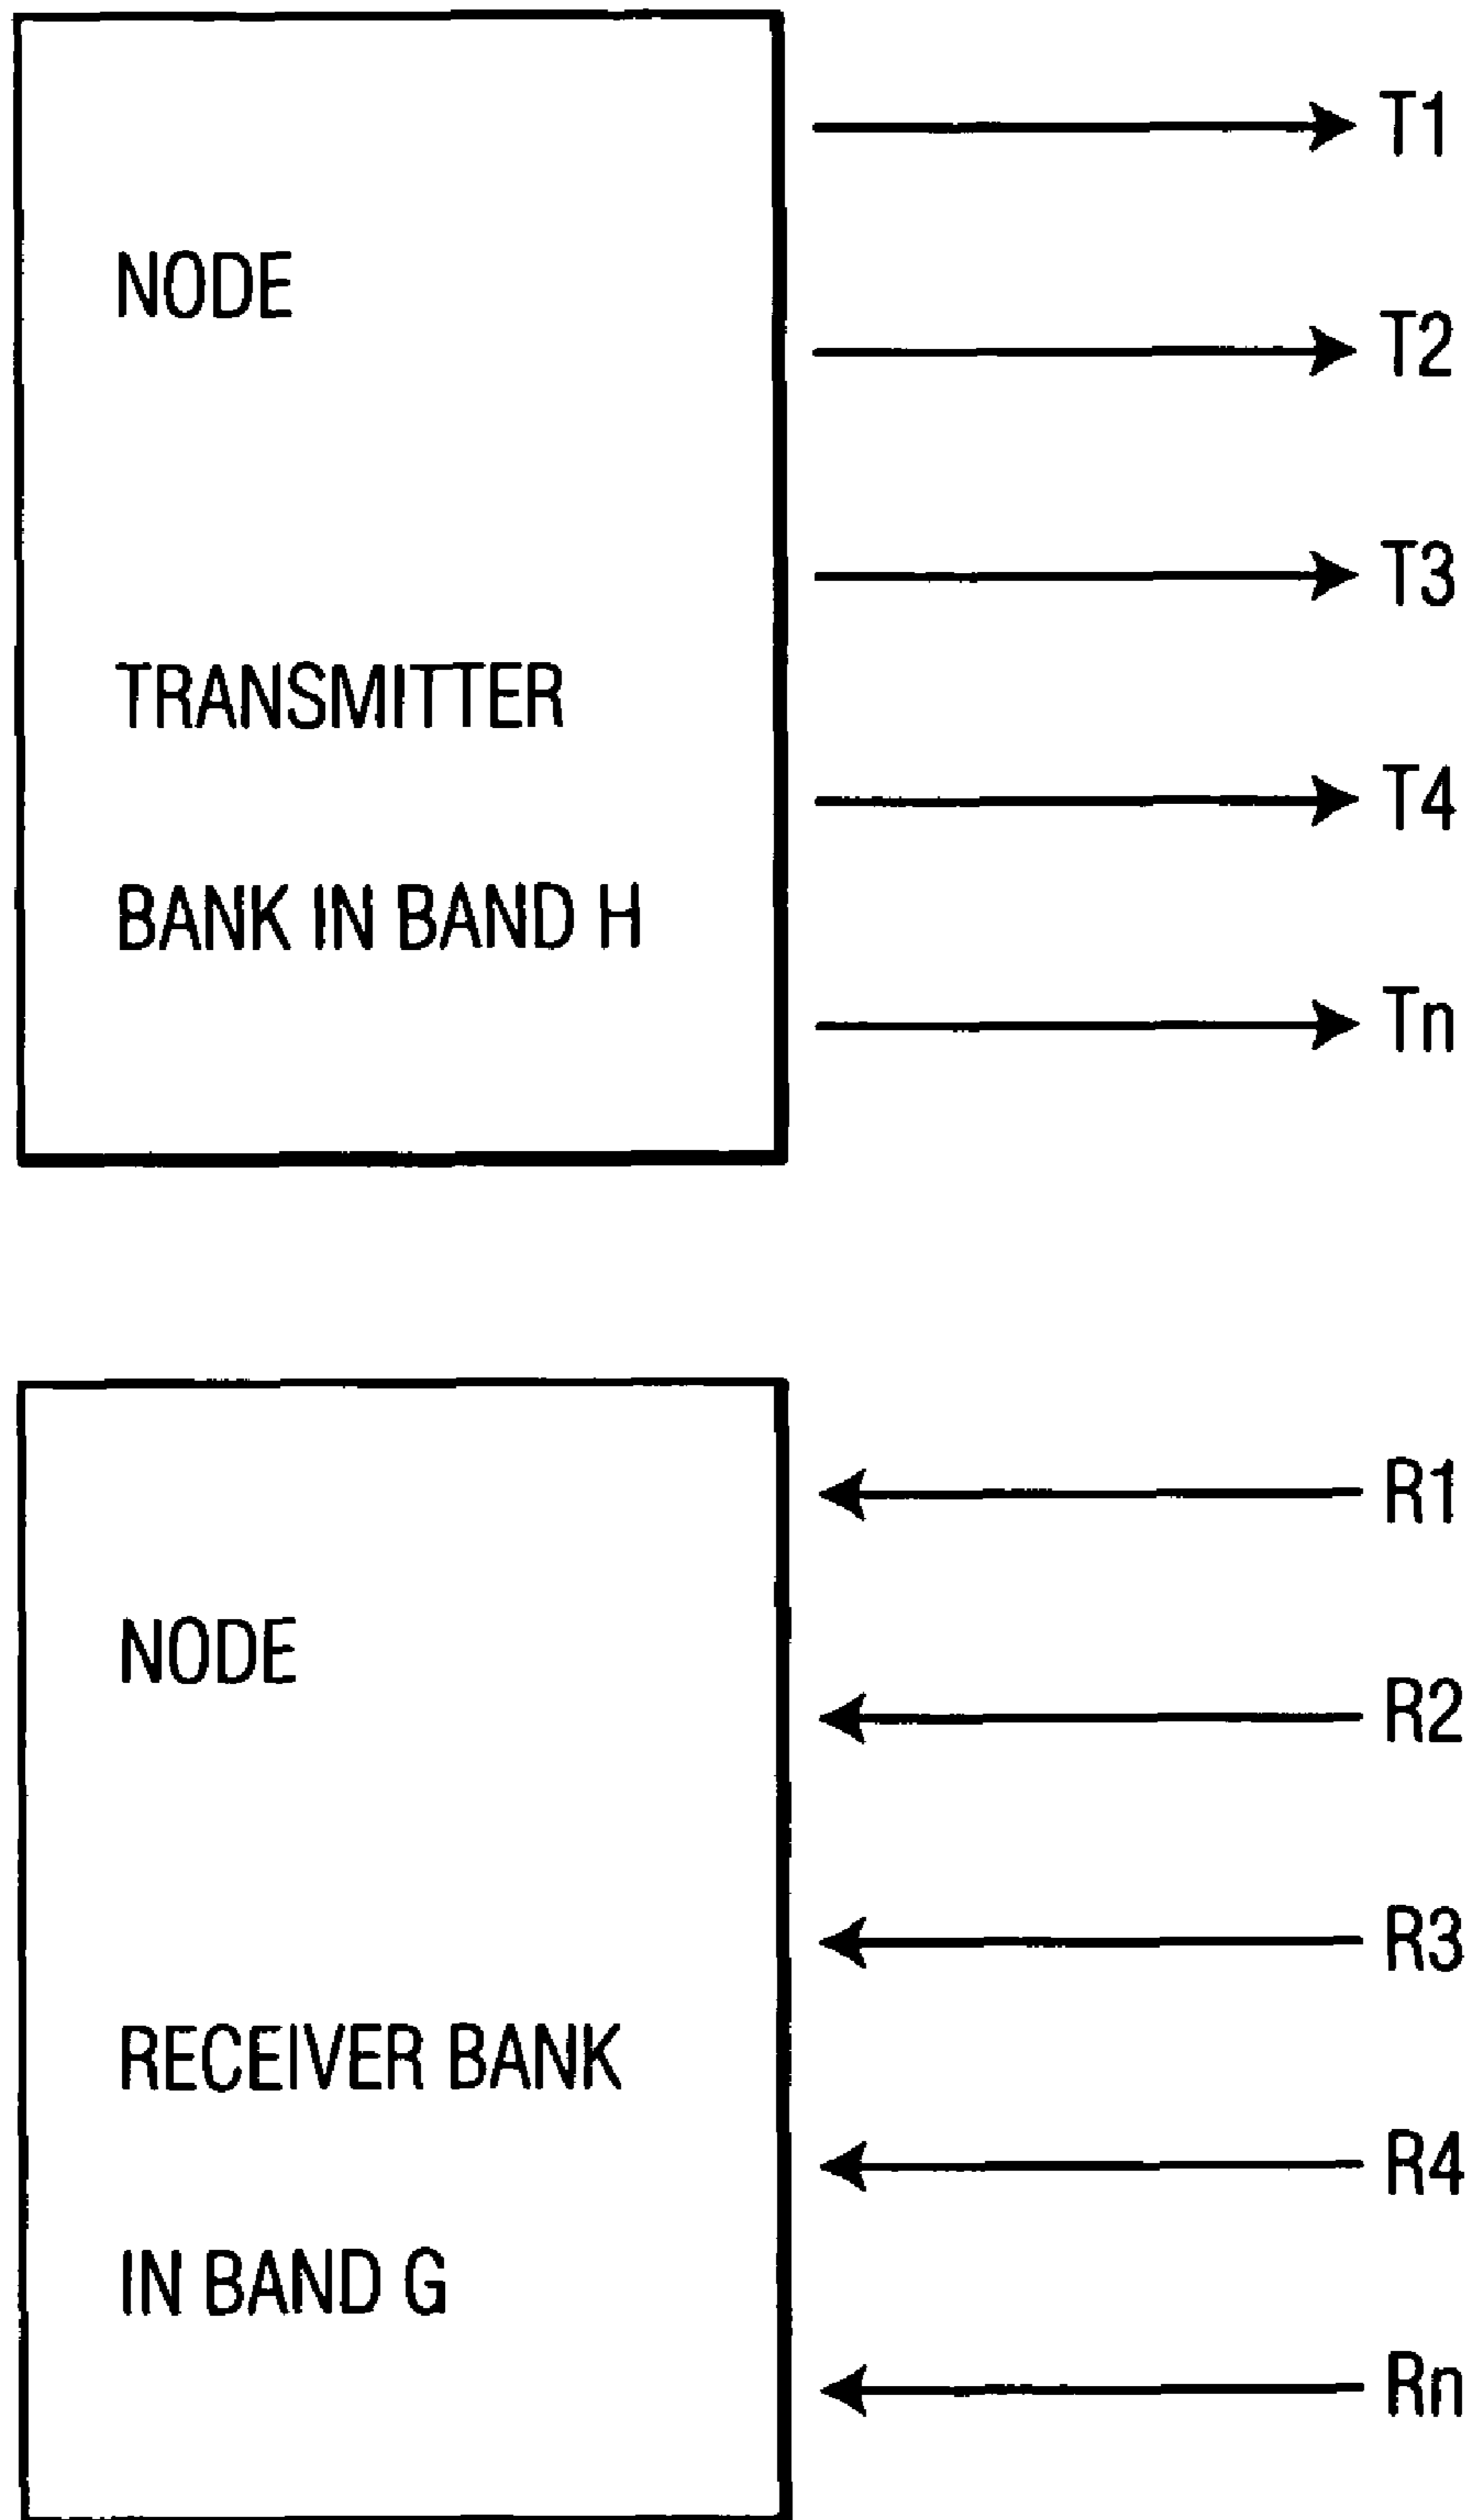 T1
NODE
T2
T3
TRANSMITTER
T4
BANK IN BAND H
Tn
R1
NODE
R2
R3
RECEIVER BANK
R4
IN BAND G
Rn